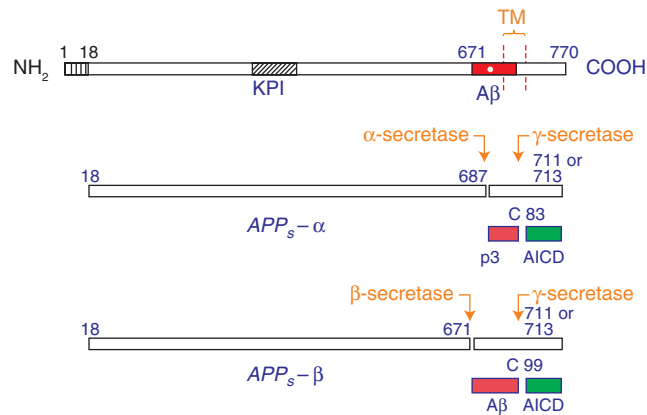 TM
1 18 671 770
NH2 COOH
KPI Aβ
α-secretase γ-secretase
711 or
18 687 713
APPs – α C 83
p3 AICD
β-secretase γ-secretase
711 or
18 671 713
APPs – β C 99
Aβ AICD